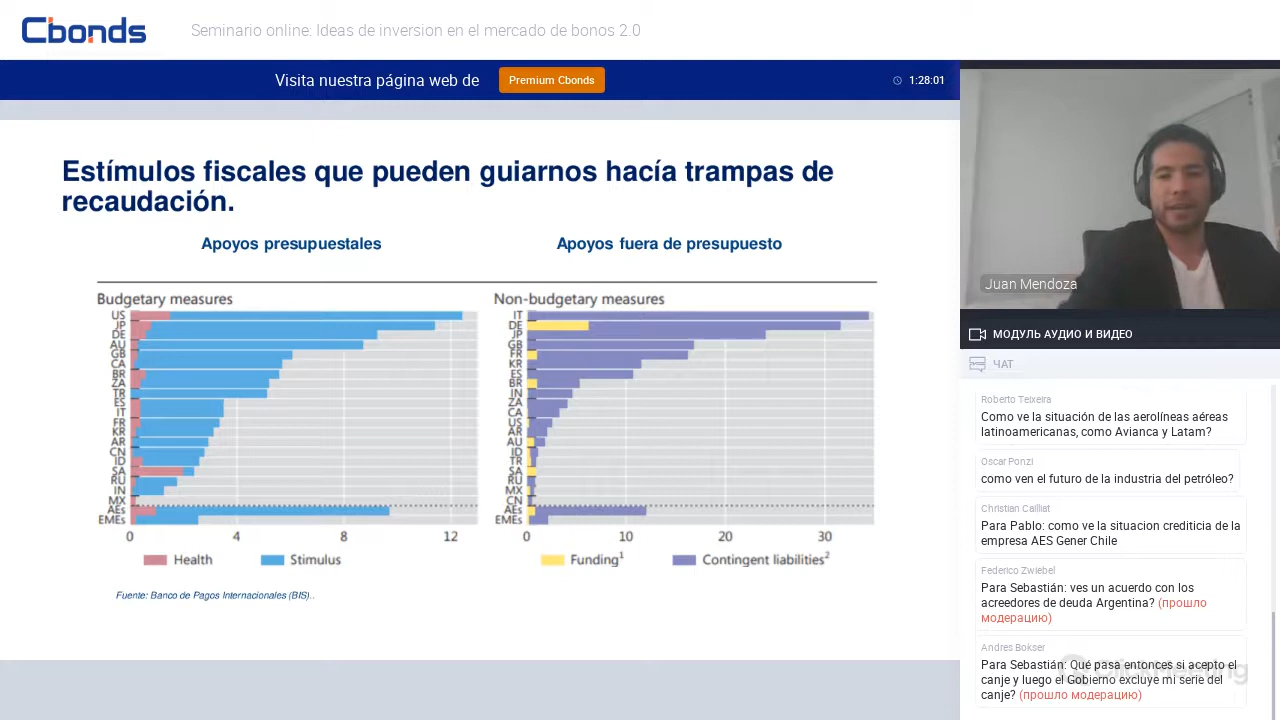 Cbonds
Seminario online: Ideas de inversion en el mercado de bonos 2.0
Visita nuestra página web de
Premium Cbonds
1:28:01
Estímulos fiscales que pueden guiarnos hacía trampas de
recaudación.
Apoyos presupuestales
Apoyos fuera de presupuesto
Budgetary measures
US
JP
DE
AU
GB
CA
BR
ZA
TR
ES
IT
FR
KR
AR
CN
ID
SA
RU
IN
MX
AEs
EMEs
0 4 8 12
Health Stimulus
Non-budgetary measures
IT
DE
JP
GB
FR
KR
ES
BR
IN
ZA
CA
US
AR
AU
ID
TR
SA
RU
MX
CN
AEs
EMEs
0 10 20 30
Funding1 Contingent liabilities2
Fuente: Banco de Pagos Internacionales (BIS)..
Juan Mendoza
МОДУЛЬ АУДИО И ВИДЕО
ЧАТ
Roberto Teixeira
Como ve la situación de las aerolíneas aéreas
latinoamericanas, como Avianca y Latam?
Oscar Ponzi
como ven el futuro de la industria del petróleo?
Christian Cailliat
Para Pablo: como ve la situacion crediticia de la
empresa AES Gener Chile
Federico Zwiebel
Para Sebastián: ves un acuerdo con los
acreedores de deuda Argentina? (прошло
модерацию)
Andres Bokser
Para Sebastián: Qué pasa entonces si acepto el
canje y luego el Gobierno excluye mi serie del
canje? (прошло модерацию)
ClickMeeting